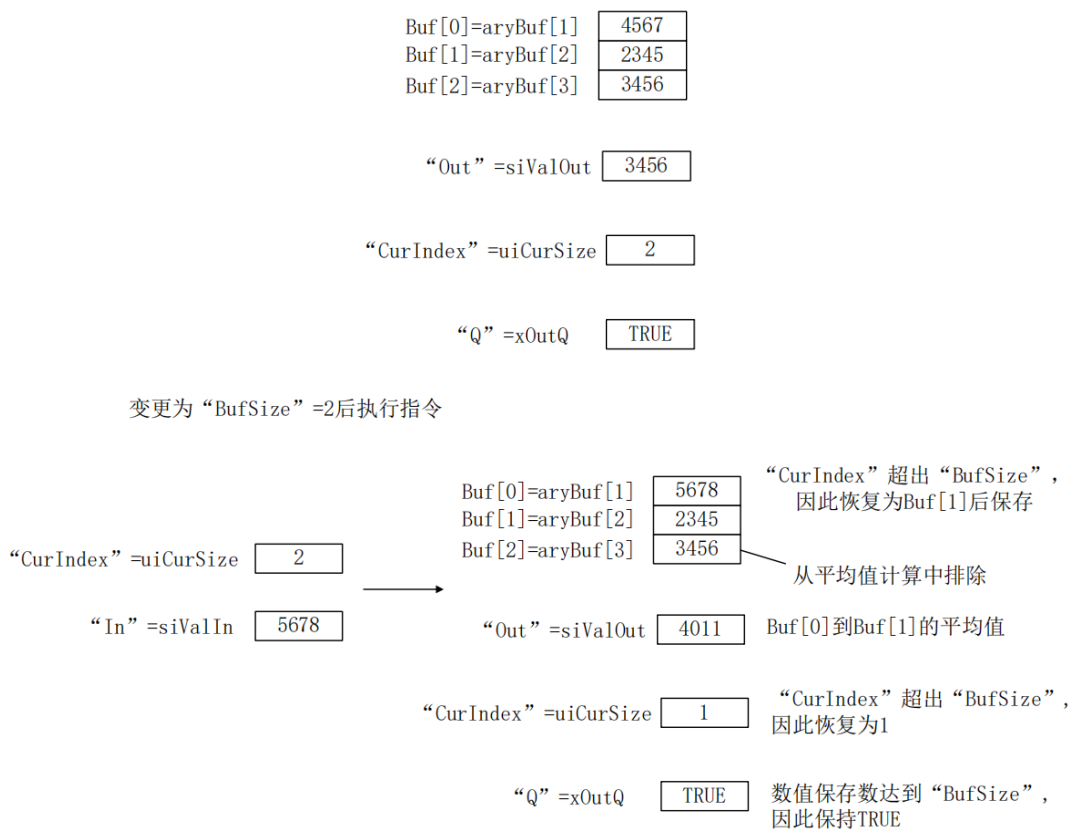 Buf[0]=aryBuf[1] 4567
Buf[1]=aryBuf[2] 2345
Buf[2]=aryBuf[3] 3456
“Out”=siValOut 3456
“CurIndex”=uiCurSize 2
“Q”=xOutQ TRUE
变更为“BufSize”=2后执行指令
Buf[0]=aryBuf[1] 5678
Buf[1]=aryBuf[2] 2345
Buf[2]=aryBuf[3] 3456
“CurIndex”超出“BufSize”,
因此恢复为Buf[1]后保存
从平均值计算中排除
“CurIndex”=uiCurSize 2
“In”=siValIn 5678
“Out”=siValOut 4011
Buf[0]到Buf[1]的平均值
“CurIndex”=uiCurSize 1
“CurIndex”超出“BufSize”,
因此恢复为1
“Q”=xOutQ TRUE
数值保存数达到“BufSize”,
因此保持TRUE